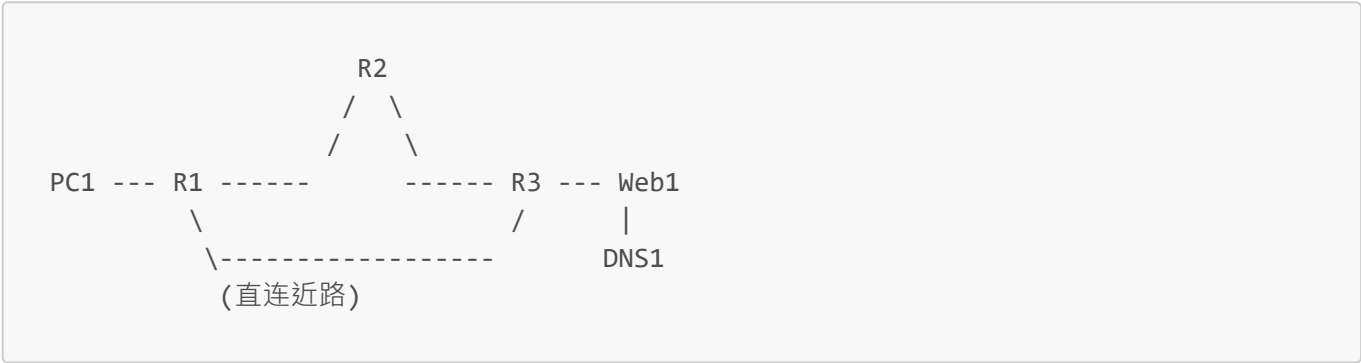 R2
/ \
/ \
PC1 --- R1 ------ ------ R3 --- Web1
\ / |
\------------------ DNS1
(直连近路)